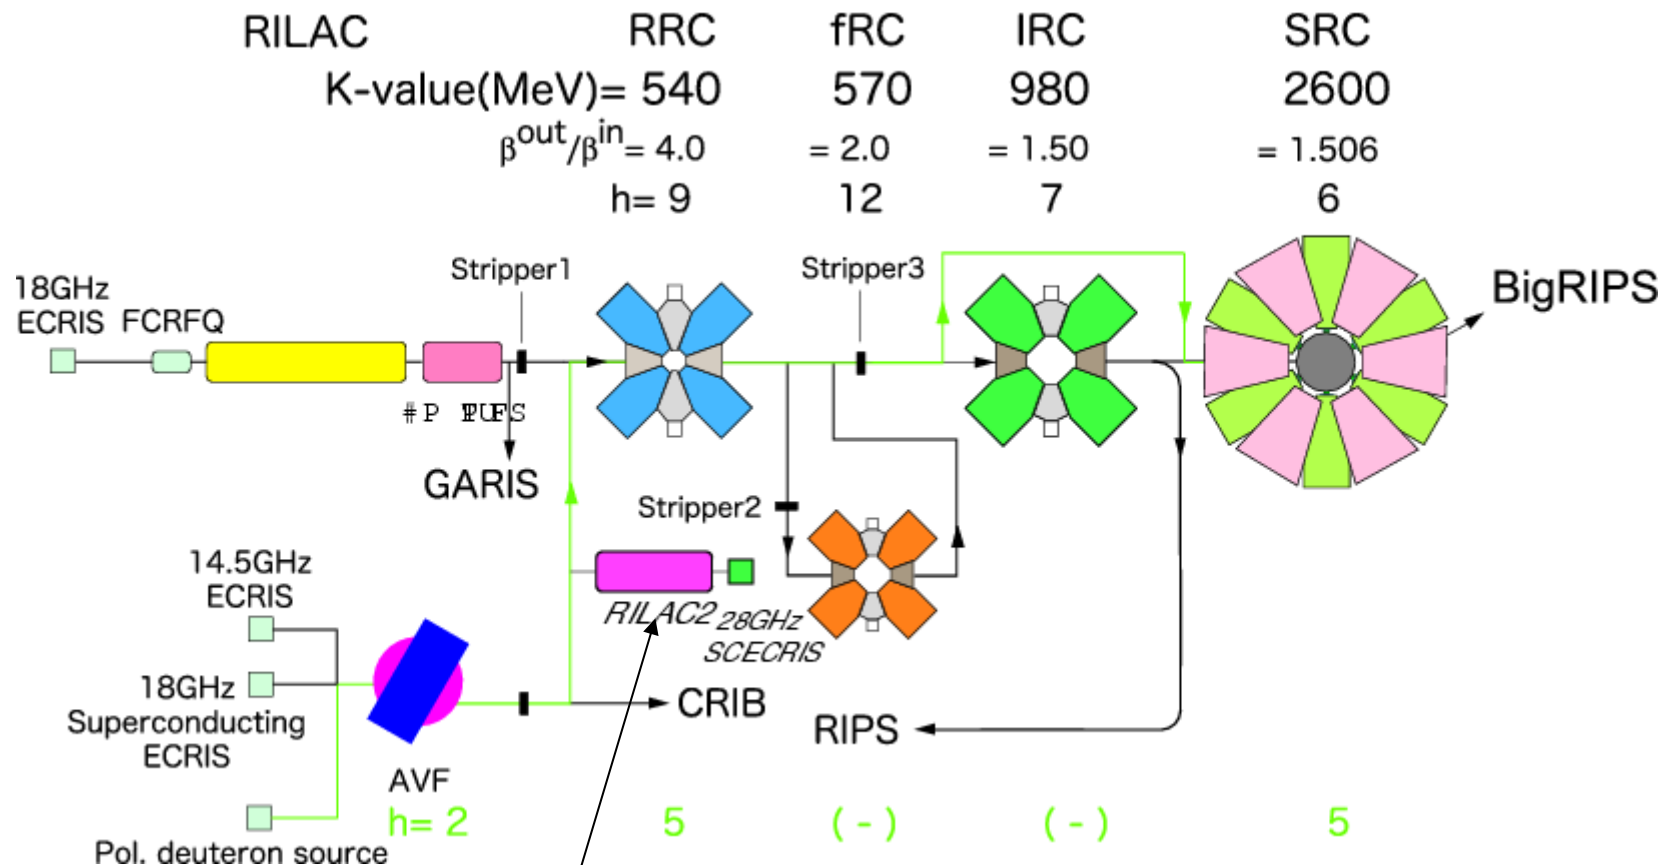 RILAC RRC fRC IRC SRC
K-value(MeV)= 540 570 980 2600
βout/βin= 4.0 = 2.0 = 1.50 = 1.506
h= 9 12 7 6
Stripper1 Stripper3
BigRIPS
18GHz
ECRIS FCRFQ
GARIS
Stripper2
14.5GHz
ECRIS
RILAC2 28GHz
SCECRIS
18GHz
Superconducting
ECRIS
CRIB
RIPS
AVF
h= 2 5 (-) (-) 5
Pol. deuteron source